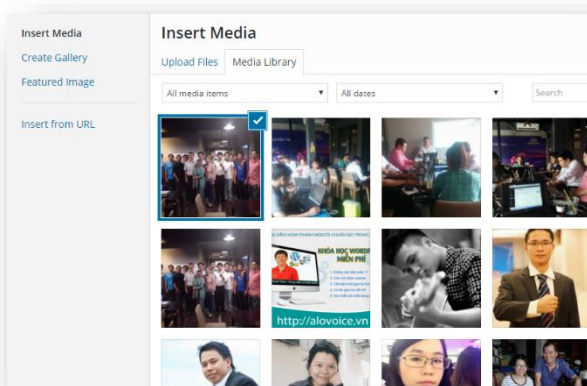 Insert Media
Create Gallery
Featured Image
Insert from URL
Insert Media
Upload Files
Media Library
All media items
All dates
Search
KHÓA HỌC WORD
MIỄN PHÍ
http://alovoice.vn